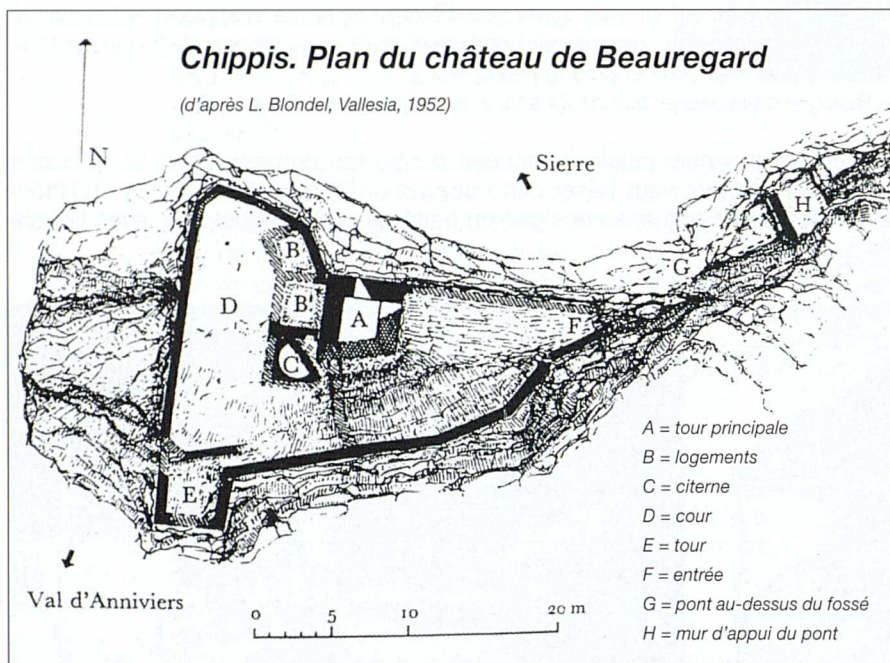 Chippis. Plan du château de Beauregard
(d'après L. Blondel, Vallesia, 1952)
N
Sierre
H
G
B
D
B
A
F
C
E
A = tour principale
B = logements
C = citerne
D = cour
E = tour
F = entrée
G = pont au-dessus du fossé
H = mur d'appui du pont
Val d'Anniviers
0 5 10 20 m